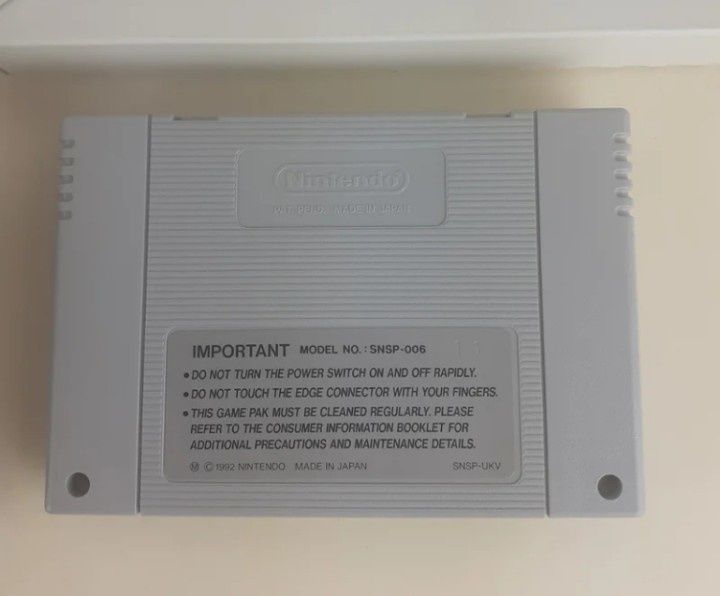 Nintendo
PAT. PEND. MADE IN JAPAN
IMPORTANT MODEL NO.: SNSP-006 11
• DO NOT TURN THE POWER SWITCH ON AND OFF RAPIDLY.
• DO NOT TOUCH THE EDGE CONNECTOR WITH YOUR FINGERS.
• THIS GAME PAK MUST BE CLEANED REGULARLY. PLEASE
REFER TO THE CONSUMER INFORMATION BOOKLET FOR
ADDITIONAL PRECAUTIONS AND MAINTENANCE DETAILS.
Ⓜ © 1992 NINTENDO MADE IN JAPAN SNSP-UKV